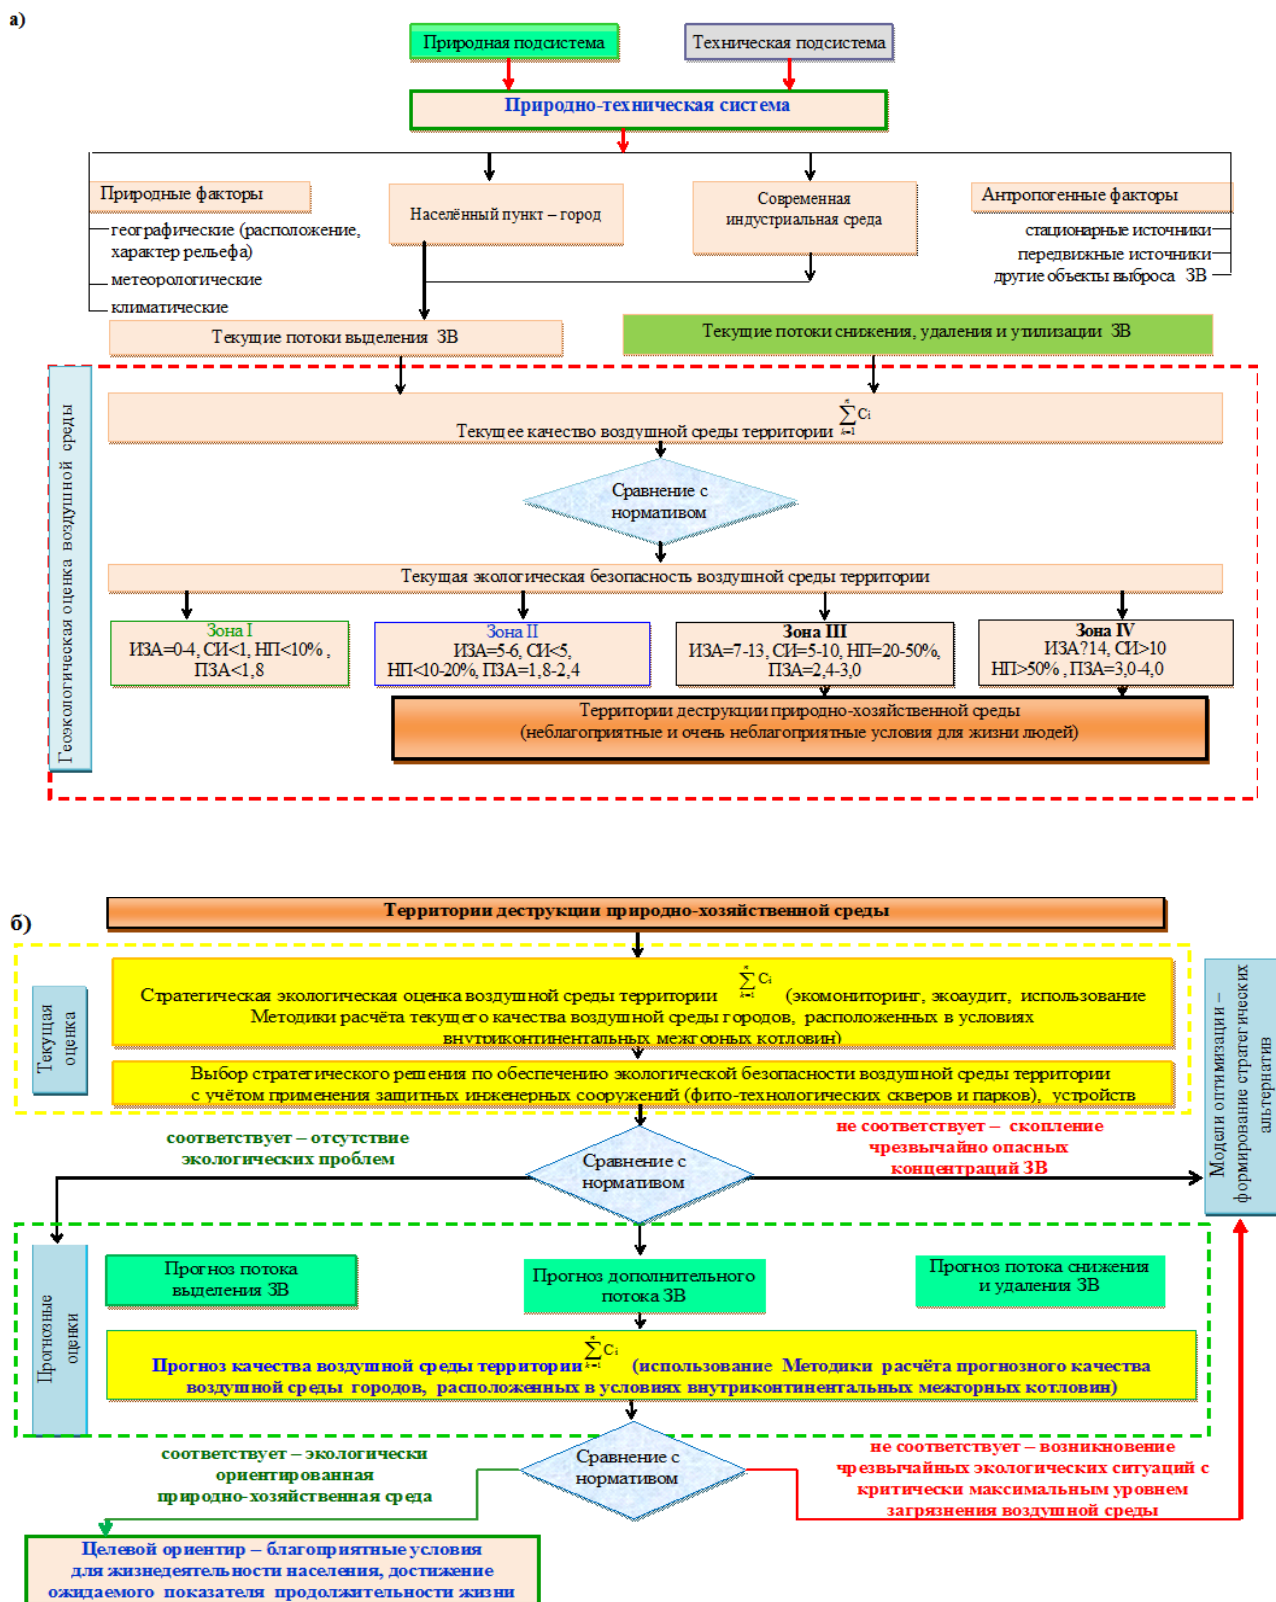 а)
Природная подсистема
Техническая подсистема
Природно-техническая система
Природные факторы
географические (расположение,
характер рельефа)
метеорологические
климатические
Населённый пункт – город
Современная
индустриальная среда
Антропогенные факторы
стационарные источники
передвижные источники
другие объекты выброса ЗВ
Текущие потоки выделения ЗВ
Текущие потоки снижения, удаления и утилизации ЗВ
Геоэкологическая оценка воздушной среды
Текущее качество воздушной среды территории ∑ Ci k=1 n
Сравнение с
нормативом
Текущая экологическая безопасность воздушной среды территории
Зона I
ИЗА=0-4, СИ<1, НП<10% ,
ПЗА<1,8
Зона II
ИЗА=5-6, СИ<5,
НП<10-20%, ПЗА=1,8-2,4
Зона III
ИЗА=7-13, СИ=5-10, НП=20-50%,
ПЗА=2,4-3,0
Зона IV
ИЗА?14, СИ>10
НП>50% , ПЗА=3,0-4,0
Территории деструкции природно-хозяйственной среды
(неблагоприятные и очень неблагоприятные условия для жизни людей)
б)
Территории деструкции природно-хозяйственной среды
Текущая
оценка
Стратегическая экологическая оценка воздушной среды территории ∑ Ci k=1 n (экомониторинг, экоаудит, использование
Методики расчёта текущего качества воздушной среды городов, расположенных в условиях
внутриконтинентальных межгорных котловин)
Выбор стратегического решения по обеспечению экологической безопасности воздушной среды территории
с учётом применения защитных инженерных сооружений (фито-технологических скверов и парков), устройств
Модели оптимизации –
формирование стратегических
альтернатив
соответствует – отсутствие
экологических проблем
Сравнение с
нормативом
не соответствует – скопление
чрезвычайно опасных
концентраций ЗВ
Прогнозные
оценки
Прогноз потока
выделения ЗВ
Прогноз дополнительного
потока ЗВ
Прогноз потока снижения
и удаления ЗВ
Прогноз качества воздушной среды территории ∑ Ci k=1 n (использование Методики расчёта прогнозного качества
воздушной среды городов, расположенных в условиях внутриконтинентальных межгорных котловин)
соответствует – экологически
ориентированная
природно-хозяйственная среда
Сравнение с
нормативом
не соответствует – возникновение
чрезвычайных экологических ситуаций с
критически максимальным уровнем
загрязнения воздушной среды
Целевой ориентир – благоприятные условия
для жизнедеятельности населения, достижение
ожидаемого показателя продолжительности жизни